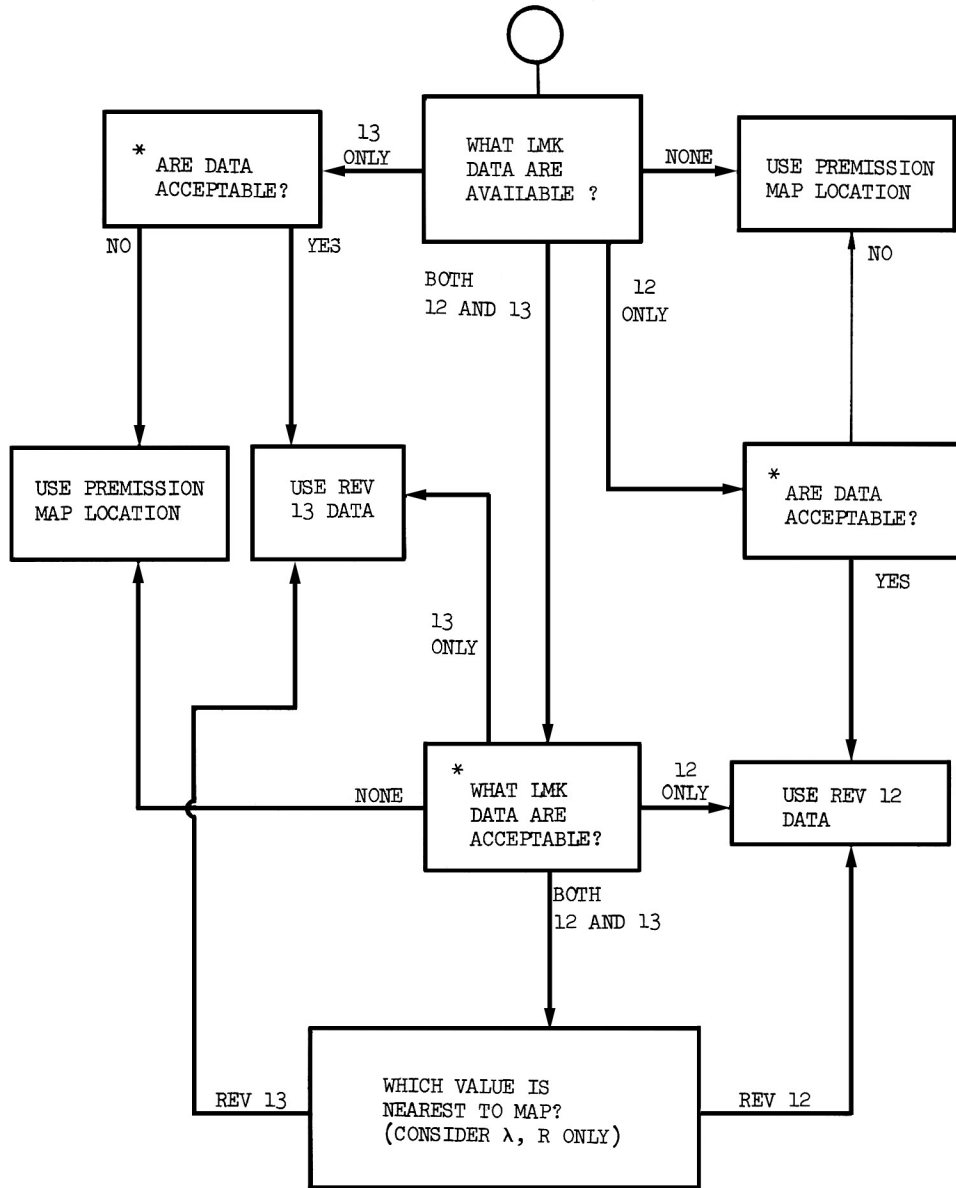 WHAT LMK
DATA ARE
AVAILABLE ?
13
ONLY
*
ARE DATA
ACCEPTABLE?
NONE
USE PREMISSION
MAP LOCATION
NO
YES
BOTH
12 AND 13
12
ONLY
NO
USE PREMISSION
MAP LOCATION
USE REV
13 DATA
*
ARE DATA
ACCEPTABLE?
YES
13
ONLY
*
WHAT LMK
DATA ARE
ACCEPTABLE?
NONE
12
ONLY
USE REV 12
DATA
BOTH
12 AND 13
REV 13
WHICH VALUE IS
NEAREST TO MAP?
(CONSIDER λ, R ONLY)
REV 12